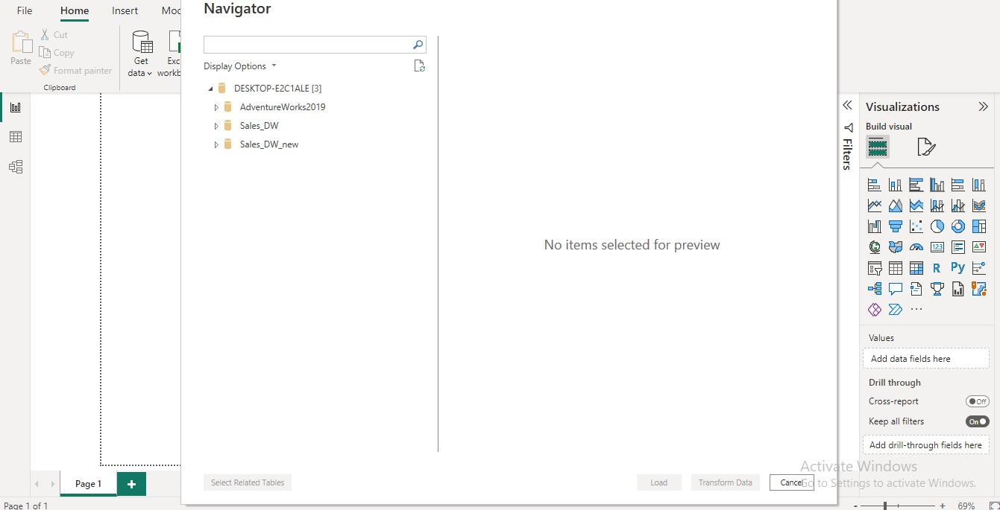 File Home Insert
Navigator
Cut
Copy
Format painter
Paste
Clipboard
Get
data
Display Options
DESKTOP-E2C1ALE [3]
AdventureWorks2019
Sales_DW
Sales_DW_new
No items selected for preview
Select Related Tables
Load
Transform Data
Cancel
Filters
Visualizations
Build visual
123
R
Py
...
Values
Add data fields here
Drill through
Cross-report
Off
Keep all filters
On
Add drill-through fields here
Activate Windows
Go to Settings to activate Windows.
Page 1
+
Page 1 of 1
- + 69%